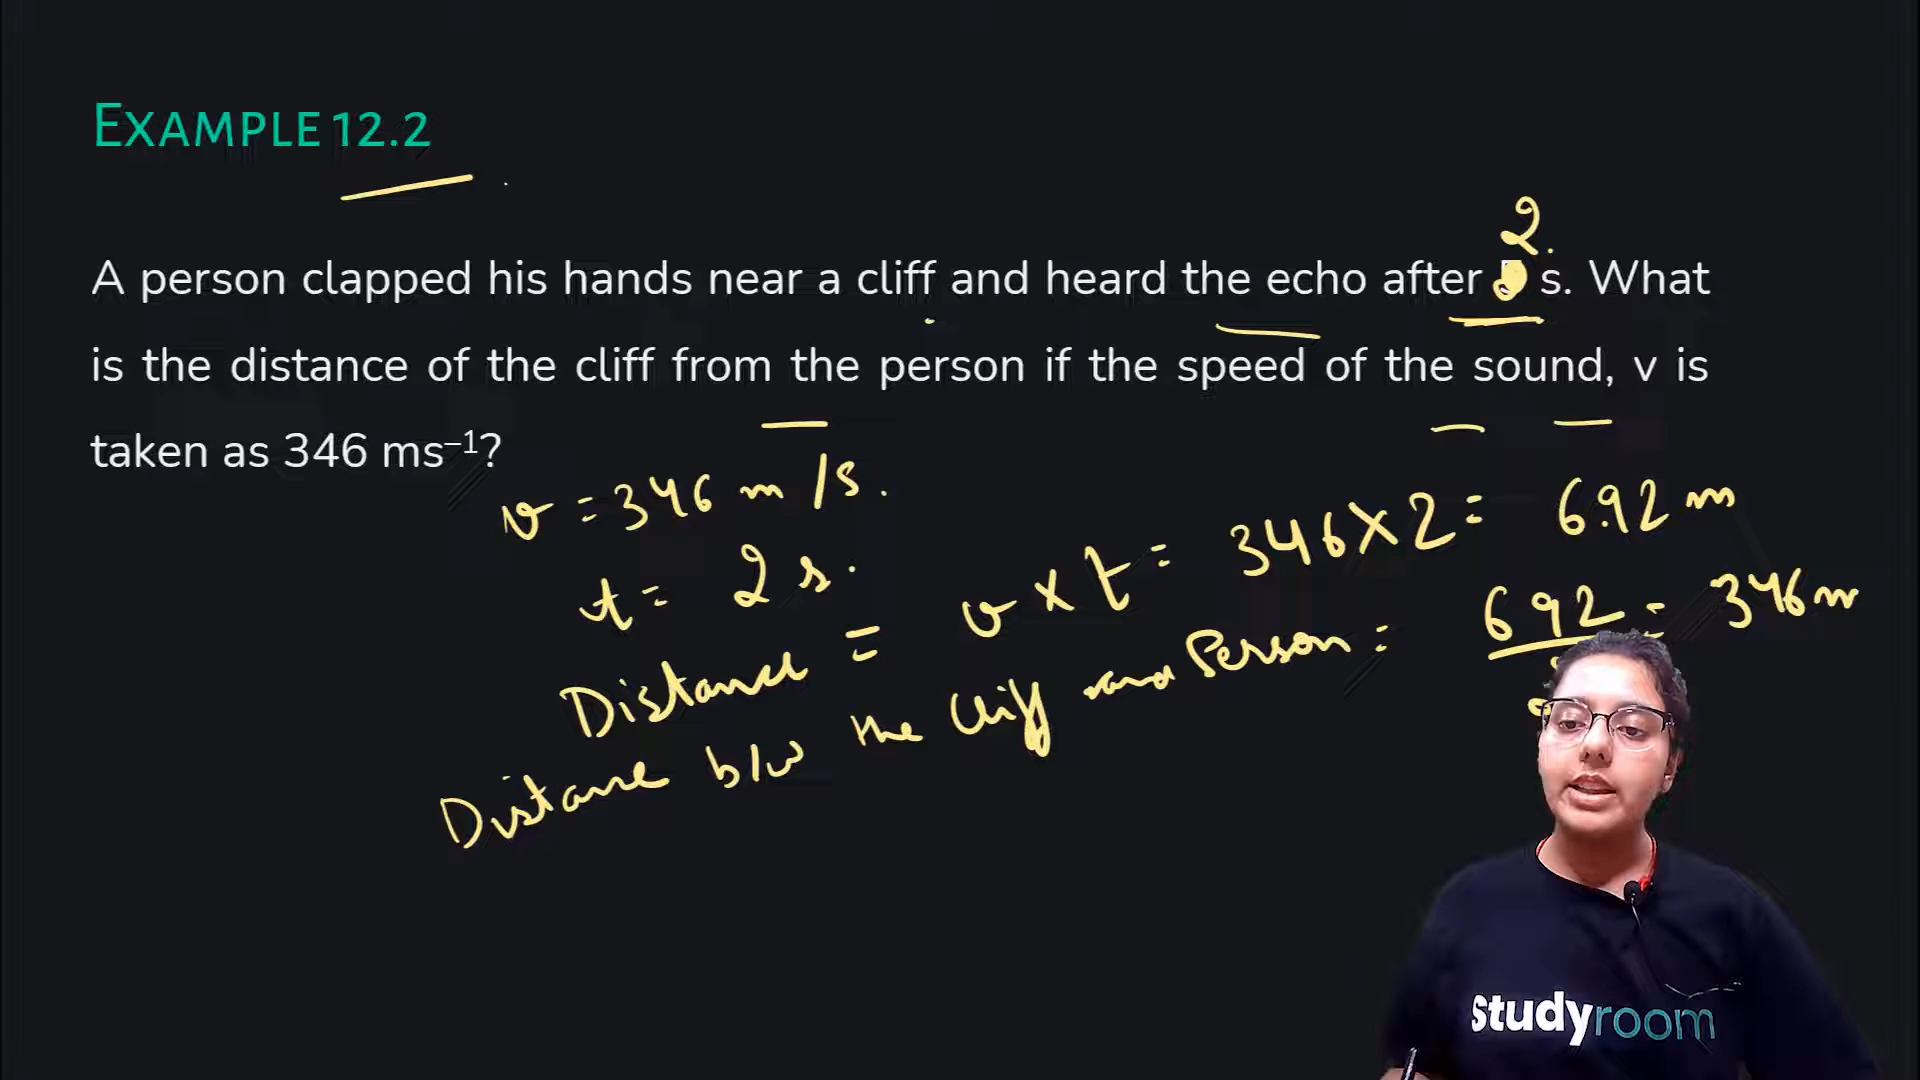 EXAMPLE 12.2
2
A person clapped his hands near a cliff and heard the echo after s. What
is the distance of the cliff from the person if the speed of the sound, v is
taken as 346 ms⁻¹?
v = 346 m/s.
t = 2 s.
Distance = v x t = 346 x 2 = 692 m
Distance b/w the Cliff and Person = 692 = 346 m
studyroom